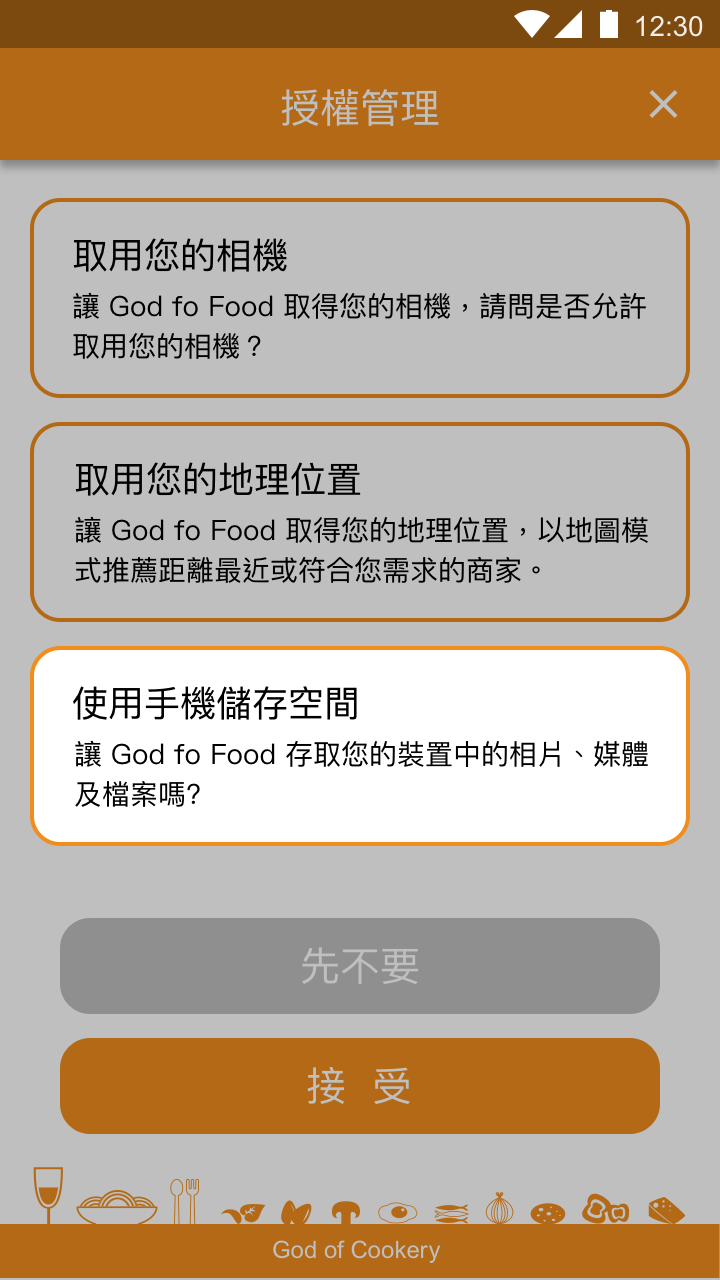 12:30
授權管理
取用您的相機
讓 God fo Food 取得您的相機，請問是否允許
取用您的相機？
取用您的地理位置
讓 God fo Food 取得您的地理位置，以地圖模
式推薦距離最近或符合您需求的商家。
使用手機儲存空間
讓 God fo Food 存取您的裝置中的相片、媒體
及檔案嗎?
先不要
接 受
God of Cookery